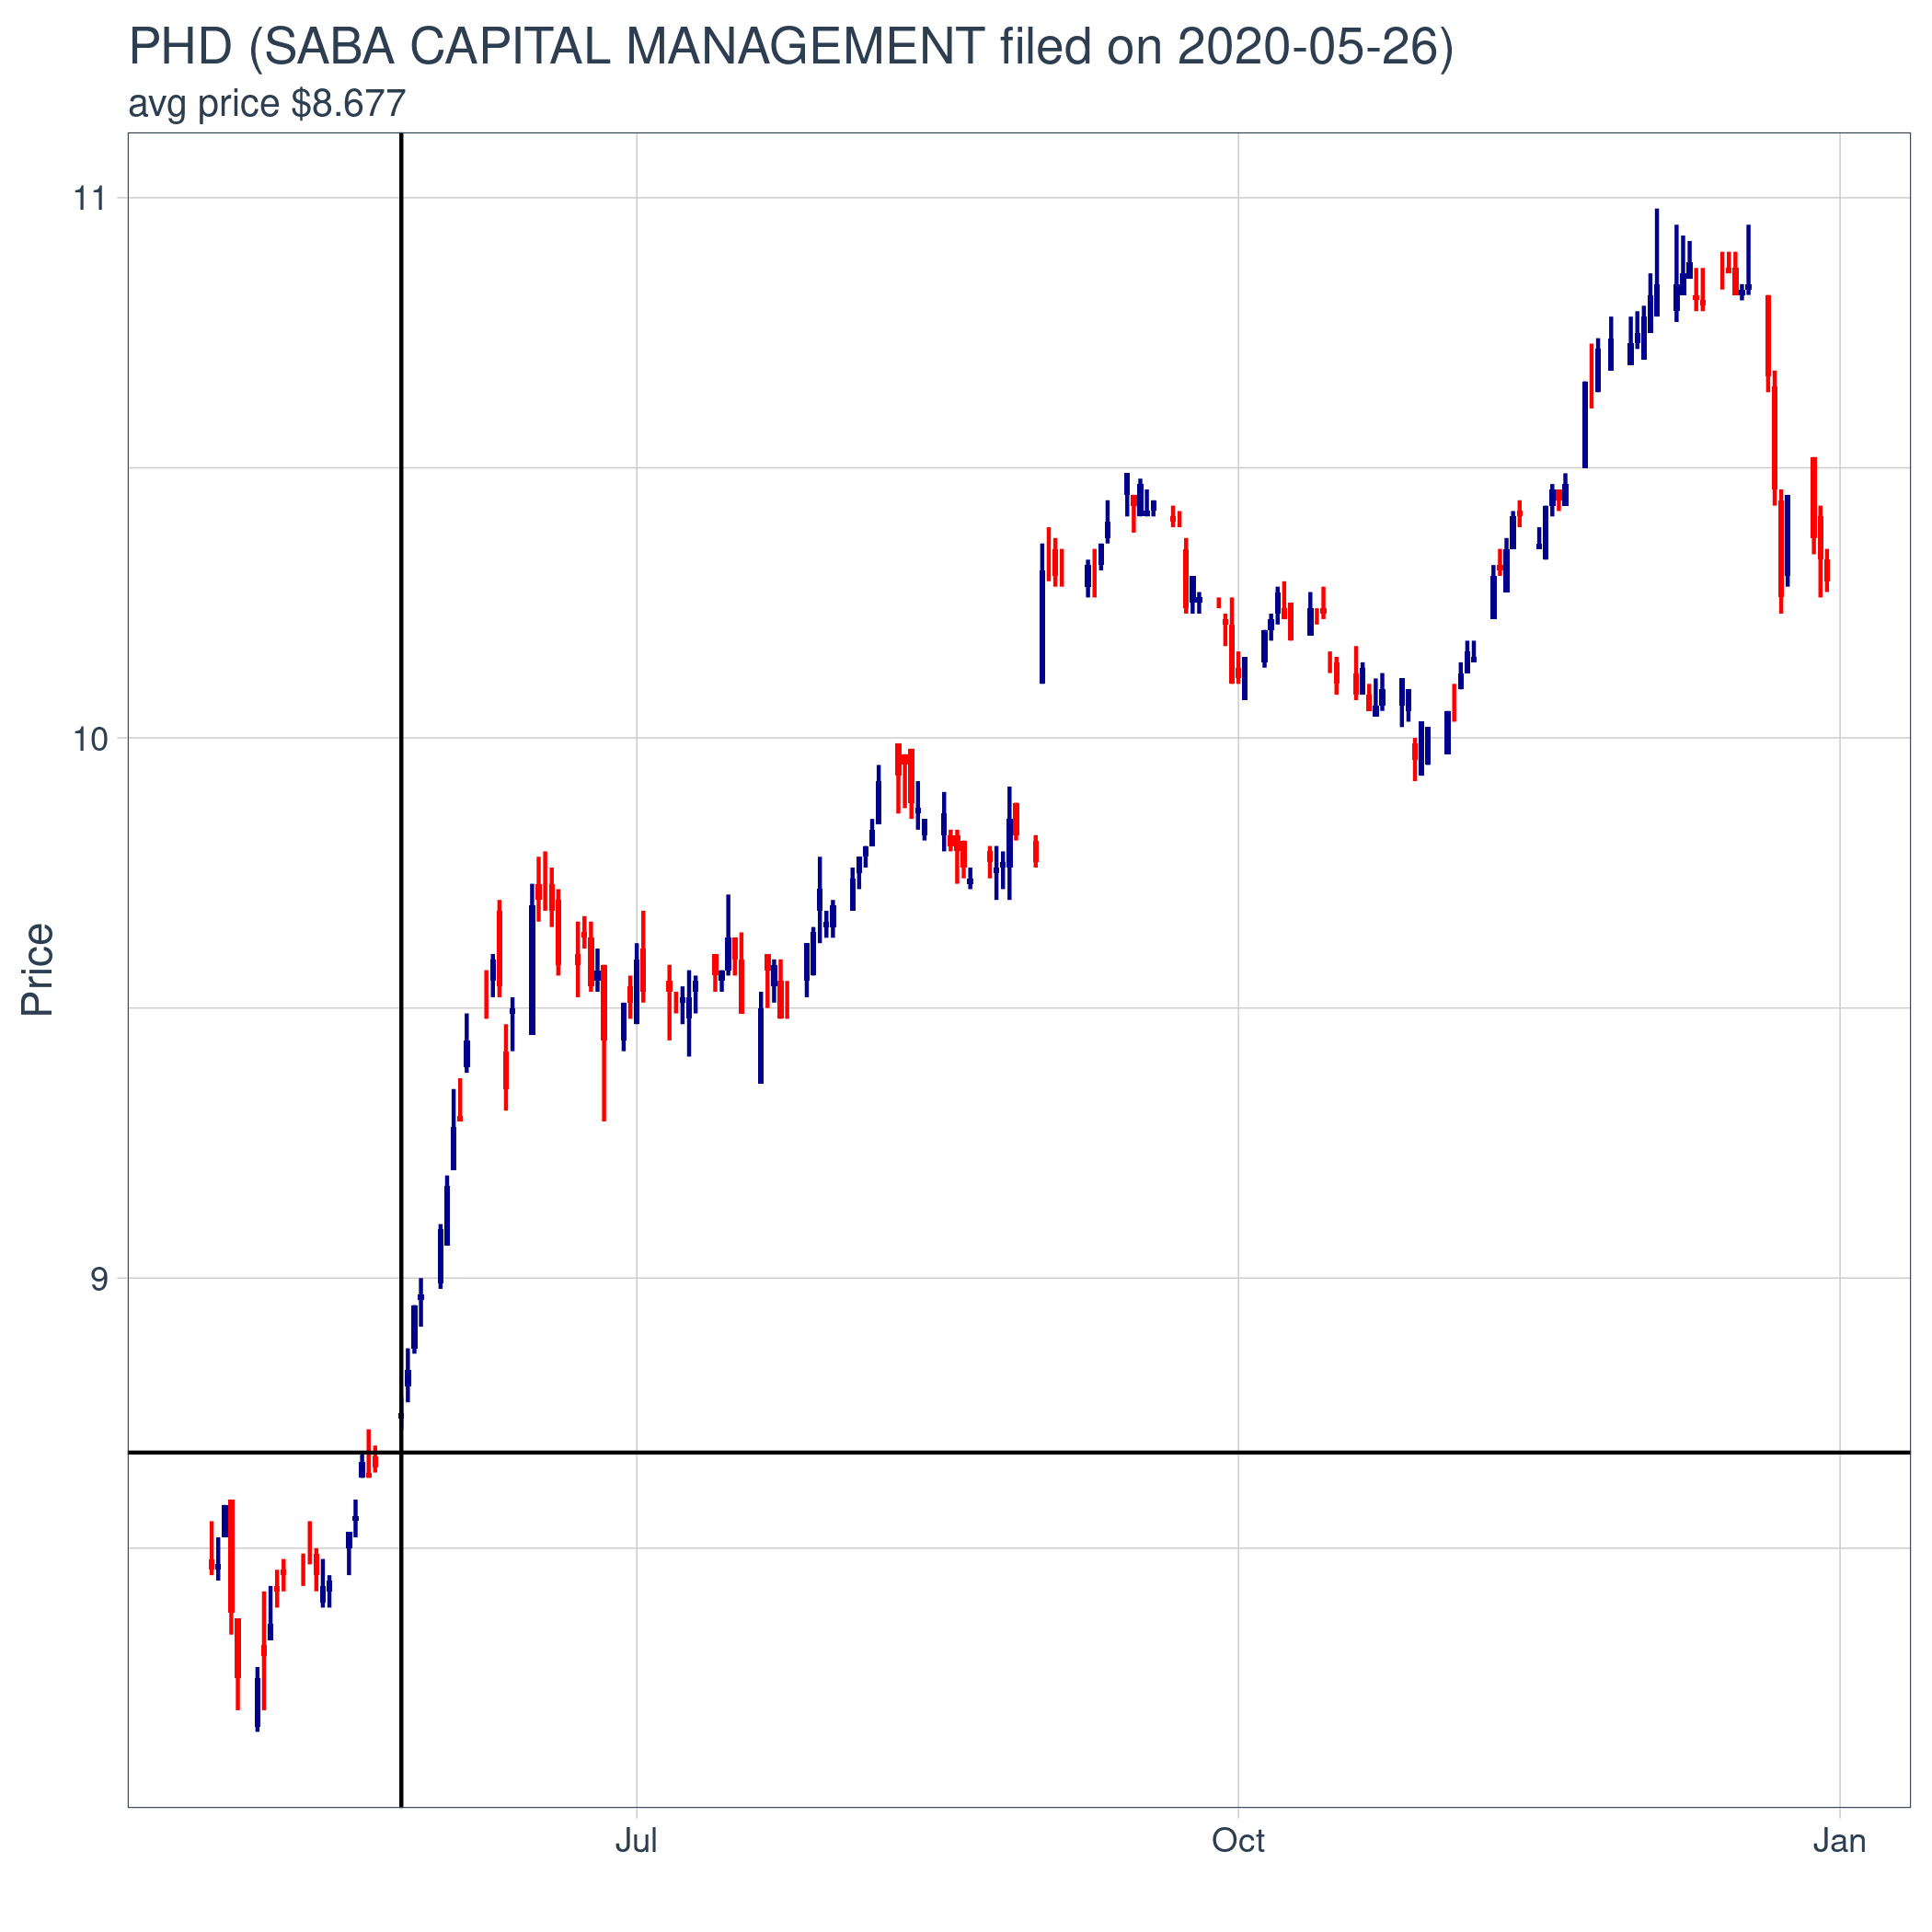 PHD (SABA CAPITAL MANAGEMENT filed on 2020-05-26)
avg price $8.677
11
10
9
Price
Jul Oct Jan